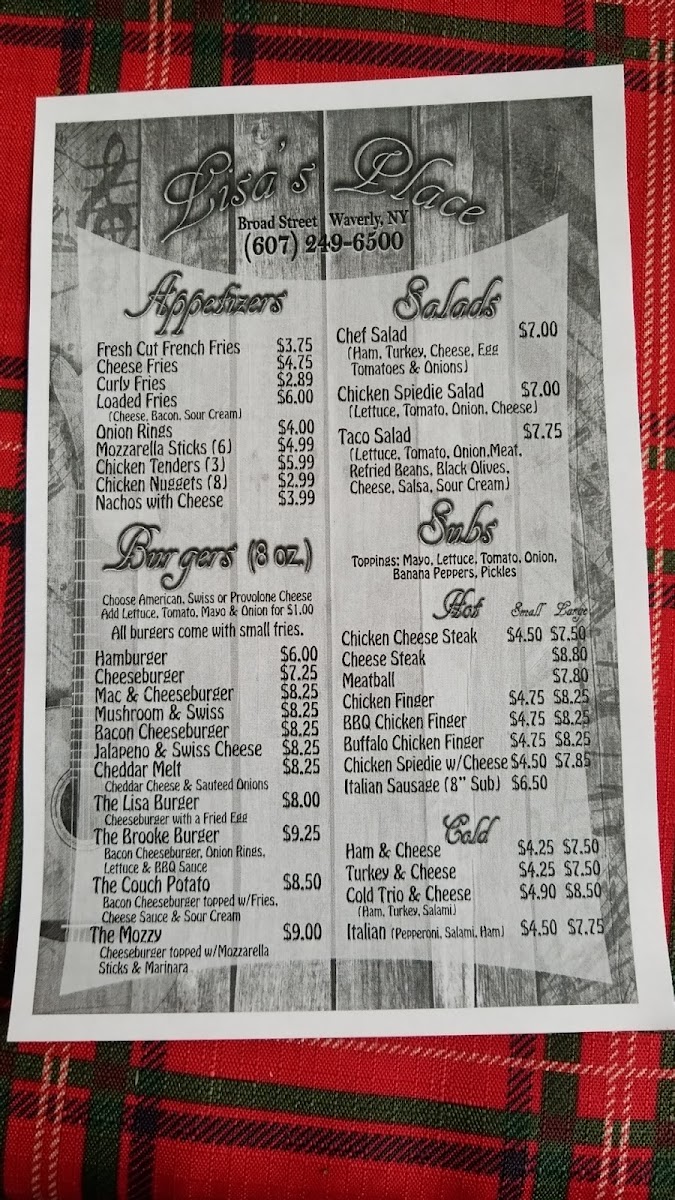 Lisa's Place
Broad Street Waverly, NY
(607) 249-6500
Appetizers
Fresh Cut French Fries $3.75
Cheese Fries $4.75
Curly Fries $2.89
Loaded Fries $6.00
(Cheese, Bacon, Sour Cream)
Onion Rings $4.00
Mozzarella Sticks (6) $4.99
Chicken Tenders (3) $5.99
Chicken Nuggets (8) $2.99
Nachos with Cheese $3.99
Burgers (8 oz.)
Choose American, Swiss or Provolone Cheese
Add Lettuce, Tomato, Mayo & Onion for $1.00
All burgers come with small fries.
Hamburger $6.00
Cheeseburger $7.25
Mac & Cheeseburger $8.25
Mushroom & Swiss $8.25
Bacon Cheeseburger $8.25
Jalapeno & Swiss Cheese $8.25
Cheddar Melt $8.25
Cheddar Cheese & Sauteed Onions
The Lisa Burger $8.00
Cheeseburger with a Fried Egg
The Brooke Burger $9.25
Bacon Cheeseburger, Onion Rings,
Lettuce & BBQ Sauce
The Couch Potato $8.50
Bacon Cheeseburger topped w/Fries,
Cheese Sauce & Sour Cream
The Mozzy $9.00
Cheeseburger topped w/Mozzarella
Sticks & Marinara
Salads
Chef Salad $7.00
(Ham, Turkey, Cheese, Egg
Tomatoes & Onions)
Chicken Spiedie Salad $7.00
(Lettuce, Tomato, Onion, Cheese)
Taco Salad $7.75
(Lettuce, Tomato, Onion,Meat,
Refried Beans, Black Olives,
Cheese, Salsa, Sour Cream)
Subs
Toppings: Mayo, Lettuce, Tomato, Onion,
Banana Peppers, Pickles
Hot Small Large
Chicken Cheese Steak $4.50 $7.50
Cheese Steak $8.80
Meatball $7.80
Chicken Finger $4.75 $8.25
BBQ Chicken Finger $4.75 $8.25
Buffalo Chicken Finger $4.75 $8.25
Chicken Spiedie w/Cheese $4.50 $7.85
Italian Sausage (8" Sub) $6.50
Cold
Ham & Cheese $4.25 $7.50
Turkey & Cheese $4.25 $7.50
Cold Trio & Cheese $4.90 $8.50
(Ham, Turkey, Salami)
Italian (Pepperoni, Salami, Ham) $4.50 $7.75